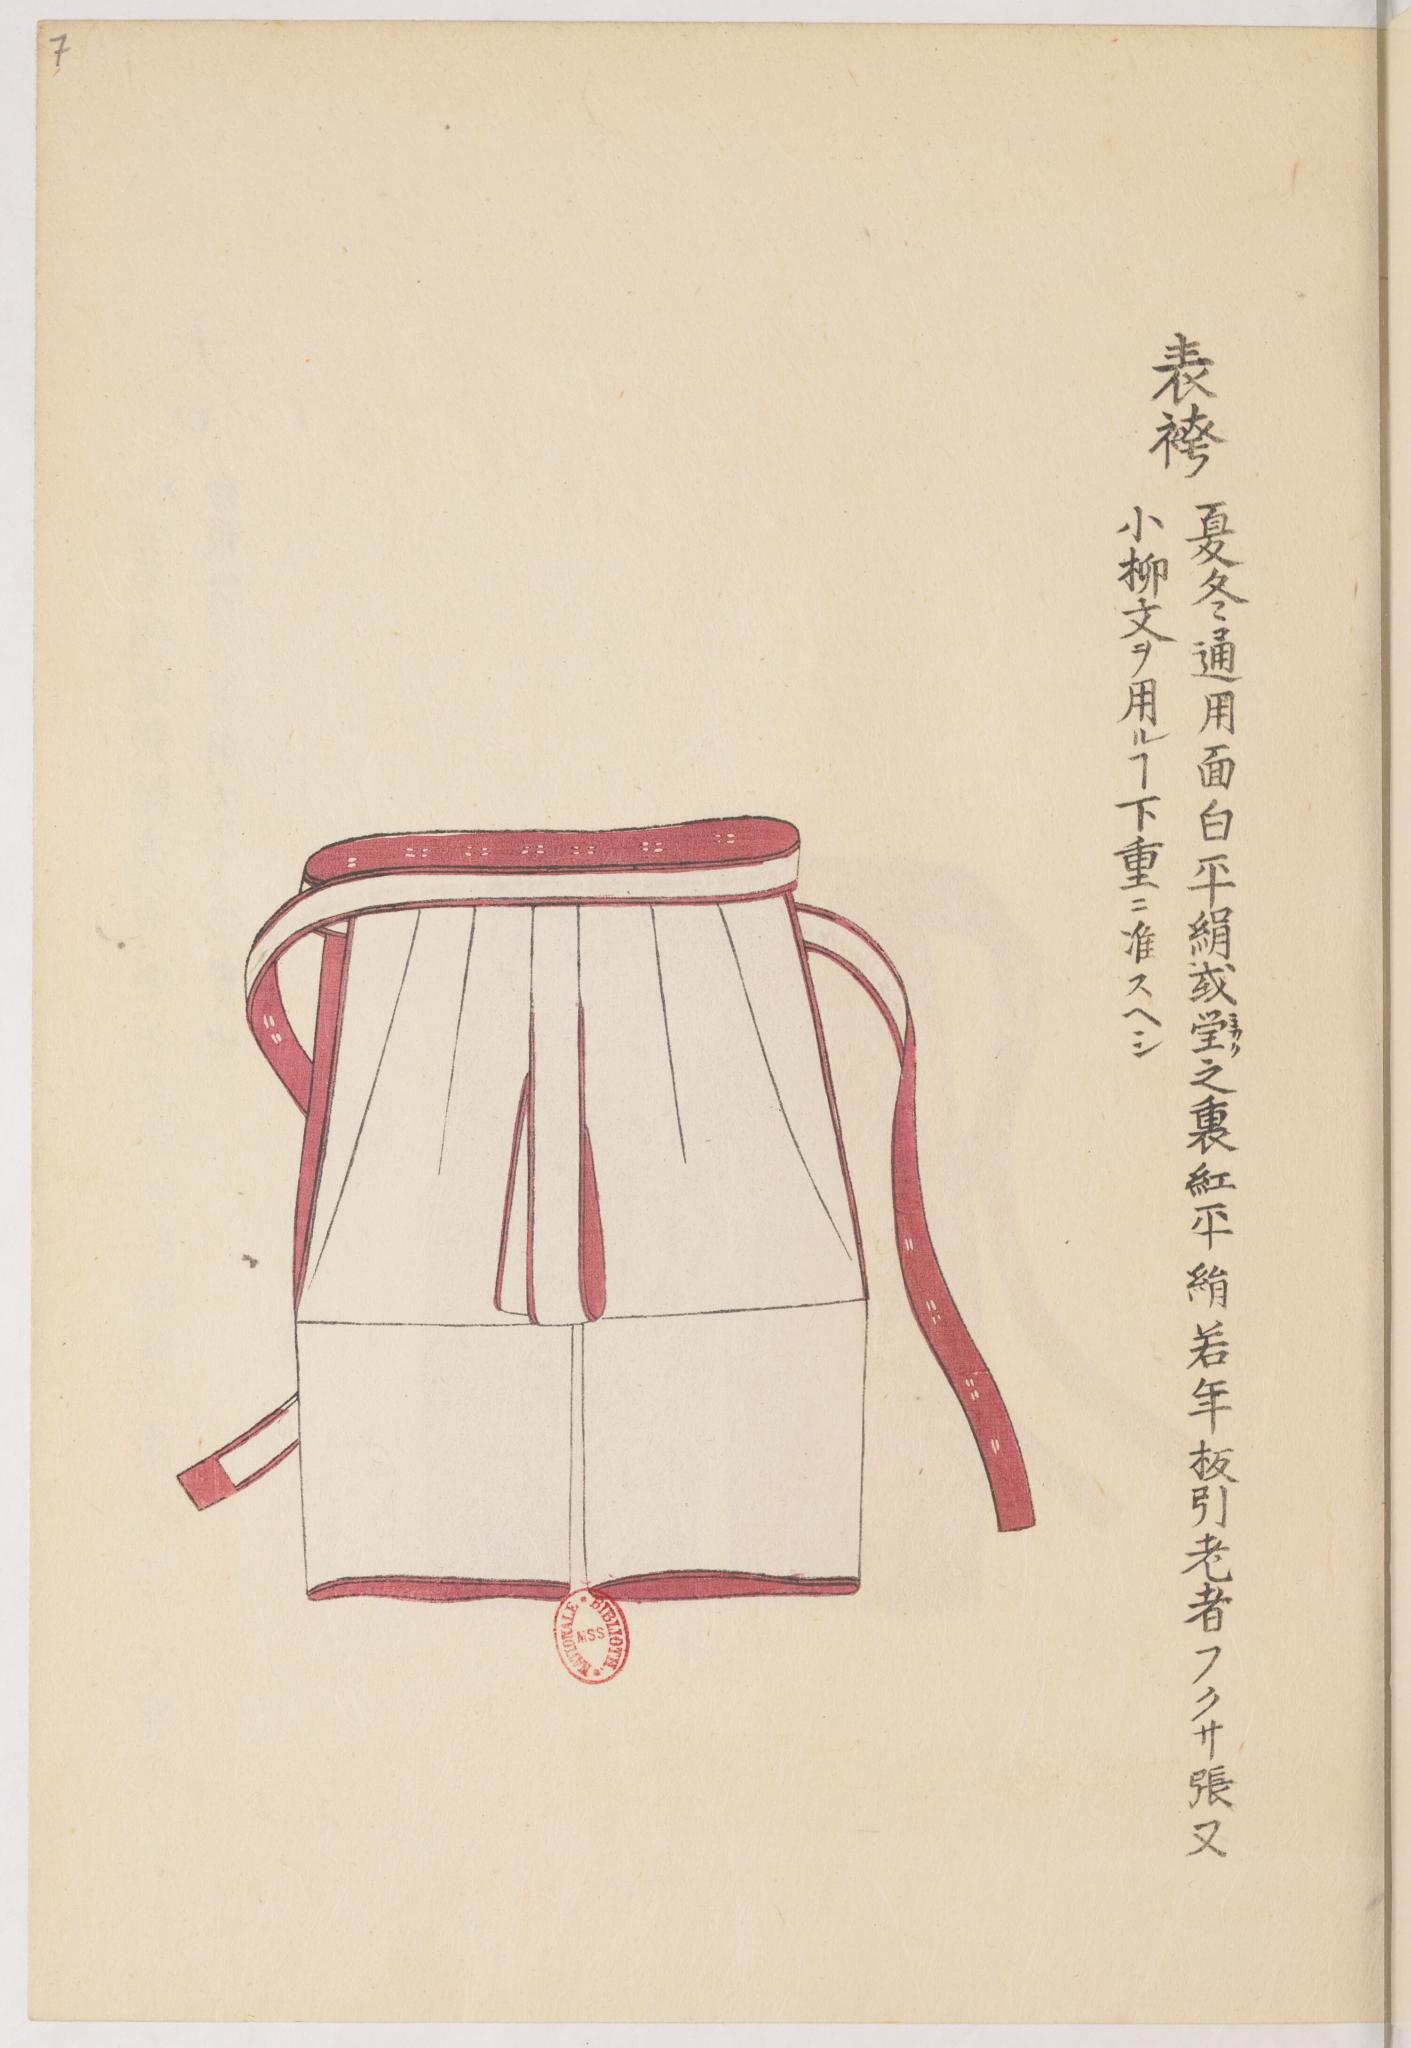 表袴
夏冬通用面白平絹或瑩之裏紅平絹若年板引老者フクサ張又
小柳文ヲ用ルヿ下重ニ准スヘシ
7
BIBLIOTH. NATIONALE
MSS